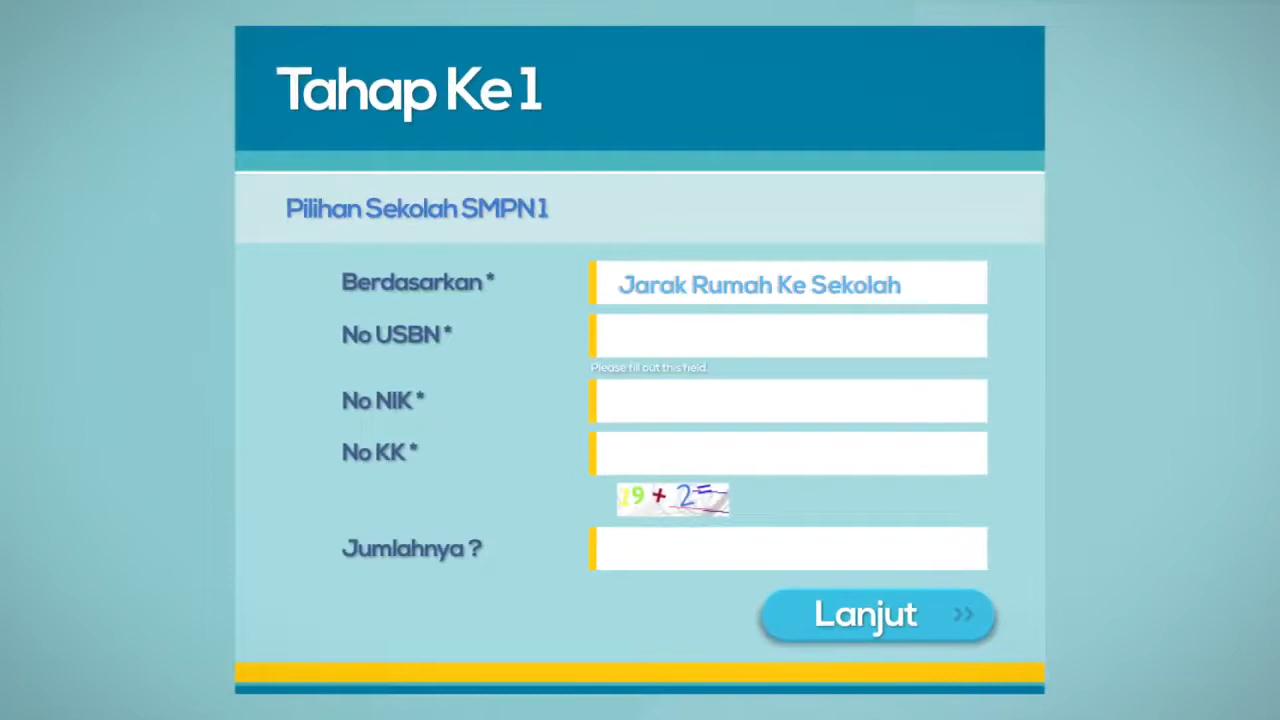 Tahap Ke 1
Pilihan Sekolah SMPN 1
Berdasarkan * Jarak Rumah Ke Sekolah
No USBN *
Please fill out this field.
No NIK *
No KK *
19 + 2 =
Jumlahnya ?
Lanjut >>